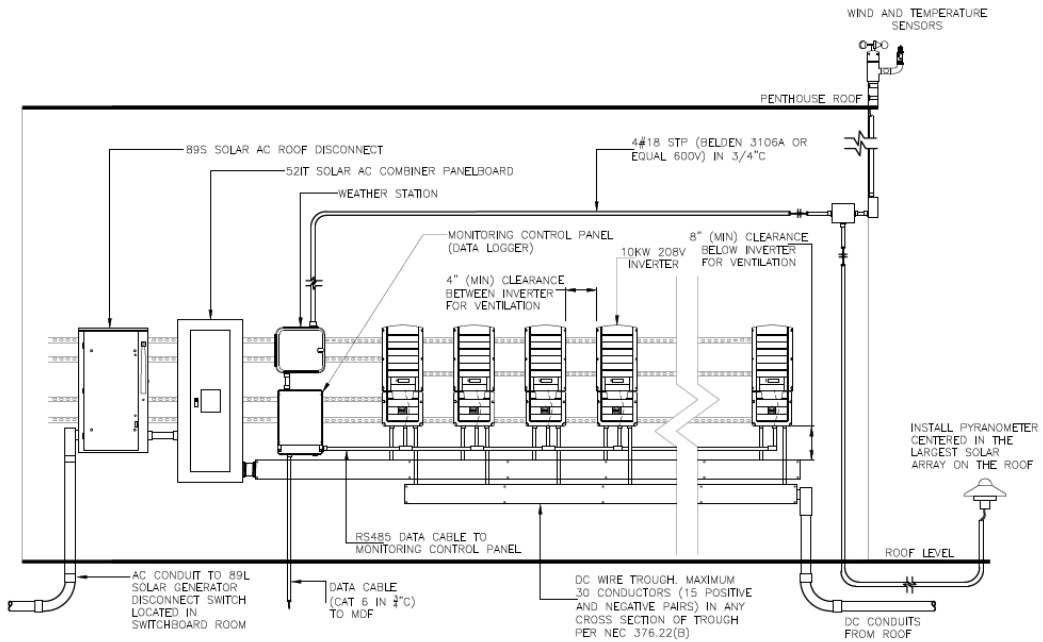 WIND AND TEMPERATURE
SENSORS
PENTHOUSE ROOF
89S SOLAR AC ROOF DISCONNECT
52IT SOLAR AC COMBINER PANELBOARD
WEATHER STATION
4#18 STP (BELDEN 3106A OR
EQUAL 600V) IN 3/4"C
MONITORING CONTROL PANEL
(DATA LOGGER)
4" (MIN) CLEARANCE
BETWEEN INVERTER
FOR VENTILATION
10KW 208V
INVERTER
8" (MIN) CLEARANCE
BELOW INVERTER
FOR VENTILATION
INSTALL PYRANOMETER
CENTERED IN THE
LARGEST SOLAR
ARRAY ON THE ROOF
RS485 DATA CABLE TO
MONITORING CONTROL PANEL
ROOF LEVEL
AC CONDUIT TO 89L
SOLAR GENERATOR
DISCONNECT SWITCH
LOCATED IN
SWITCHBOARD ROOM
DATA CABLE
(CAT 6 IN ¾"C)
TO MDF
DC WIRE TROUGH. MAXIMUM
30 CONDUCTORS (15 POSITIVE
AND NEGATIVE PAIRS) IN ANY
CROSS SECTION OF TROUGH
PER NEC 376.22(B)
DC CONDUITS
FROM ROOF